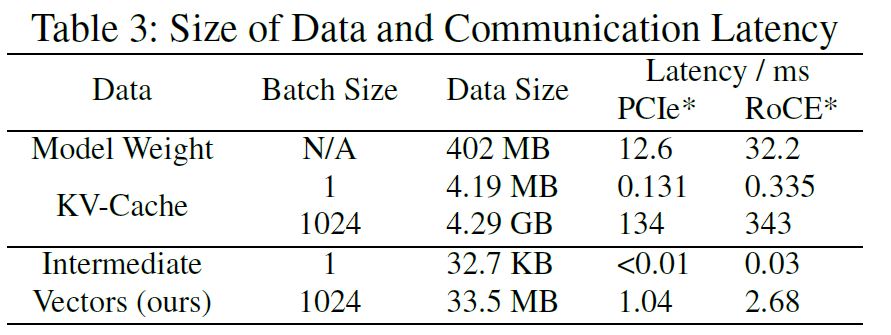 Table 3: Size of Data and Communication Latency
Data Batch Size Data Size Latency / ms
PCIe* RoCE*
Model Weight N/A 402 MB 12.6 32.2
KV-Cache 1 4.19 MB 0.131 0.335
1024 4.29 GB 134 343
Intermediate 1 32.7 KB <0.01 0.03
Vectors (ours) 1024 33.5 MB 1.04 2.68